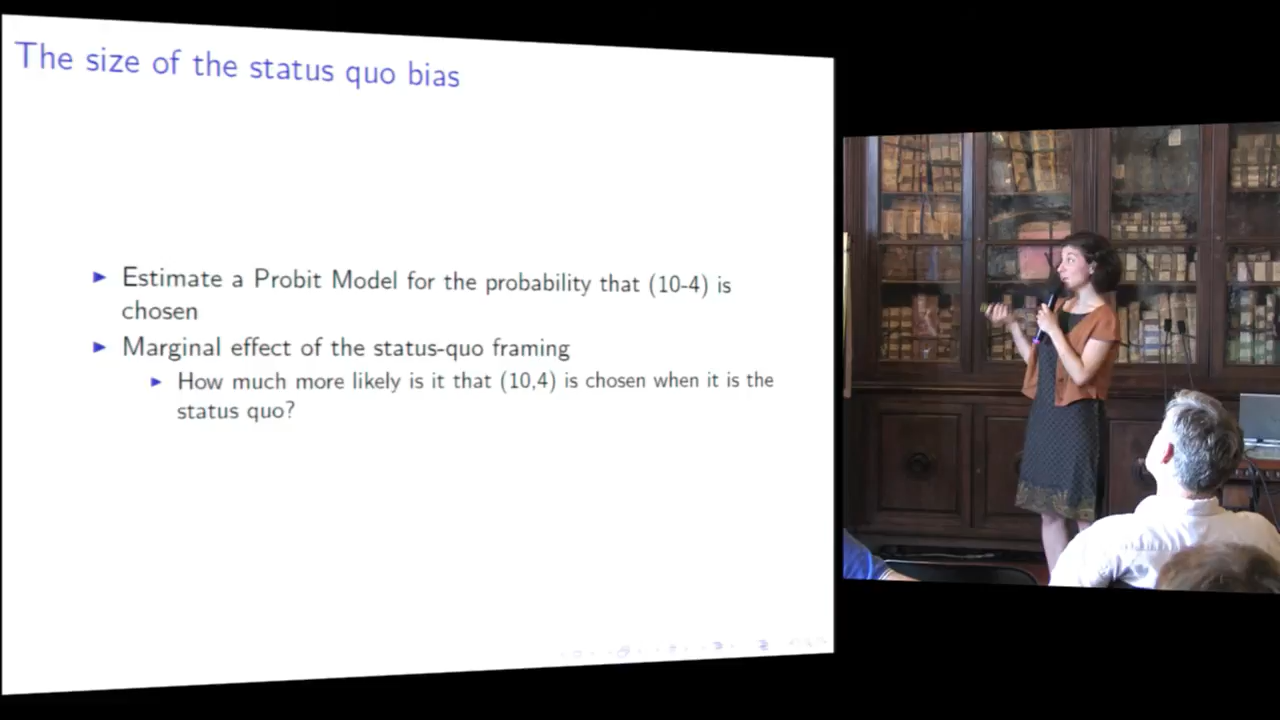 The size of the status quo bias
Estimate a Probit Model for the probability that (10-4) is
chosen
Marginal effect of the status-quo framing
How much more likely is it that (10,4) is chosen when it is the
status quo?